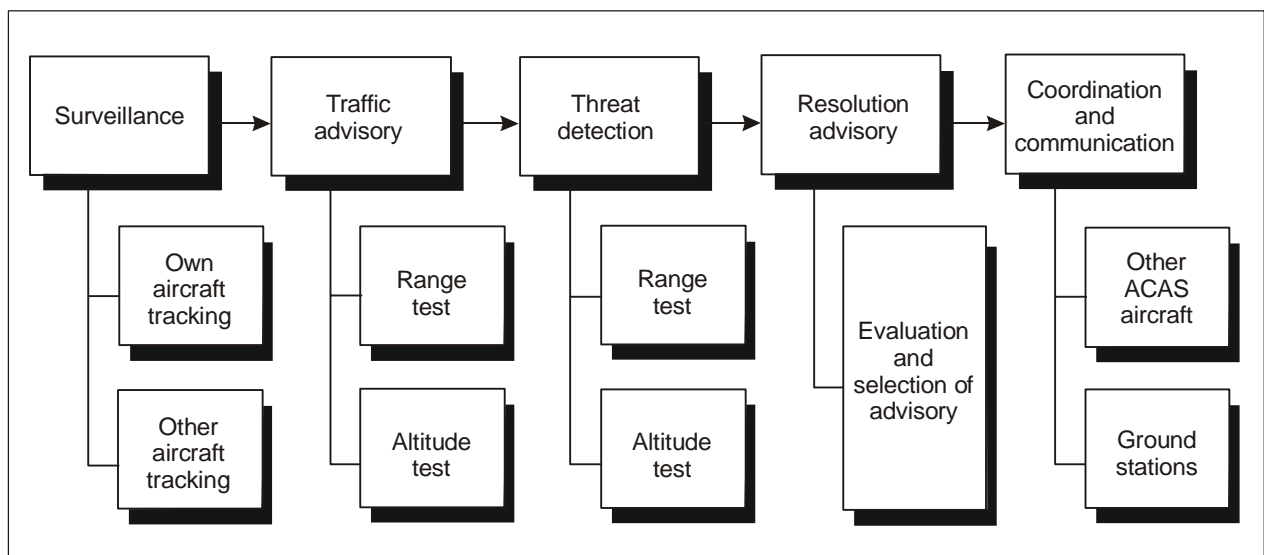 Surveillance
Traffic
advisory
Threat
detection
Resolution
advisory
Coordination
and
communication
Own
aircraft
tracking
Other
aircraft
tracking
Range
test
Altitude
test
Range
test
Altitude
test
Evaluation
and
selection of
advisory
Other
ACAS
aircraft
Ground
stations